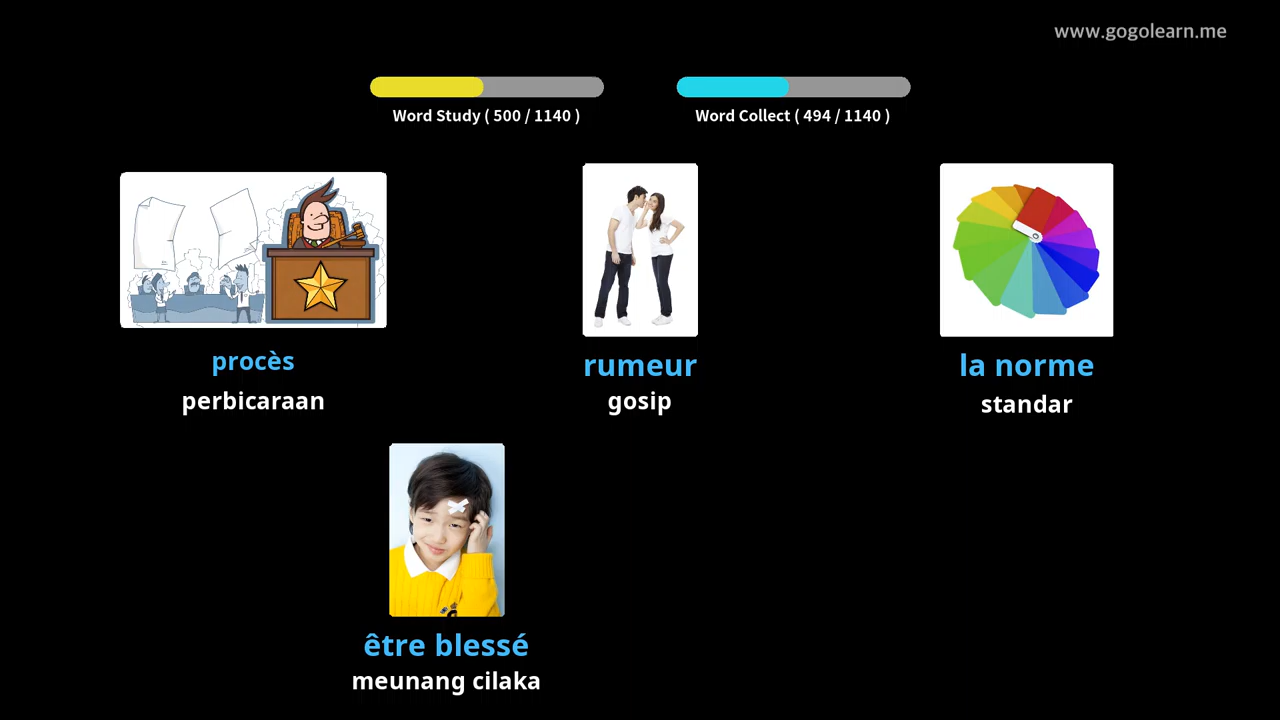 www.gogolearn.me
Word Study ( 500 / 1140 )
Word Collect ( 494 / 1140 )
procès
perbicaraan
rumeur
gosip
la norme
standar
être blessé
meunang cilaka